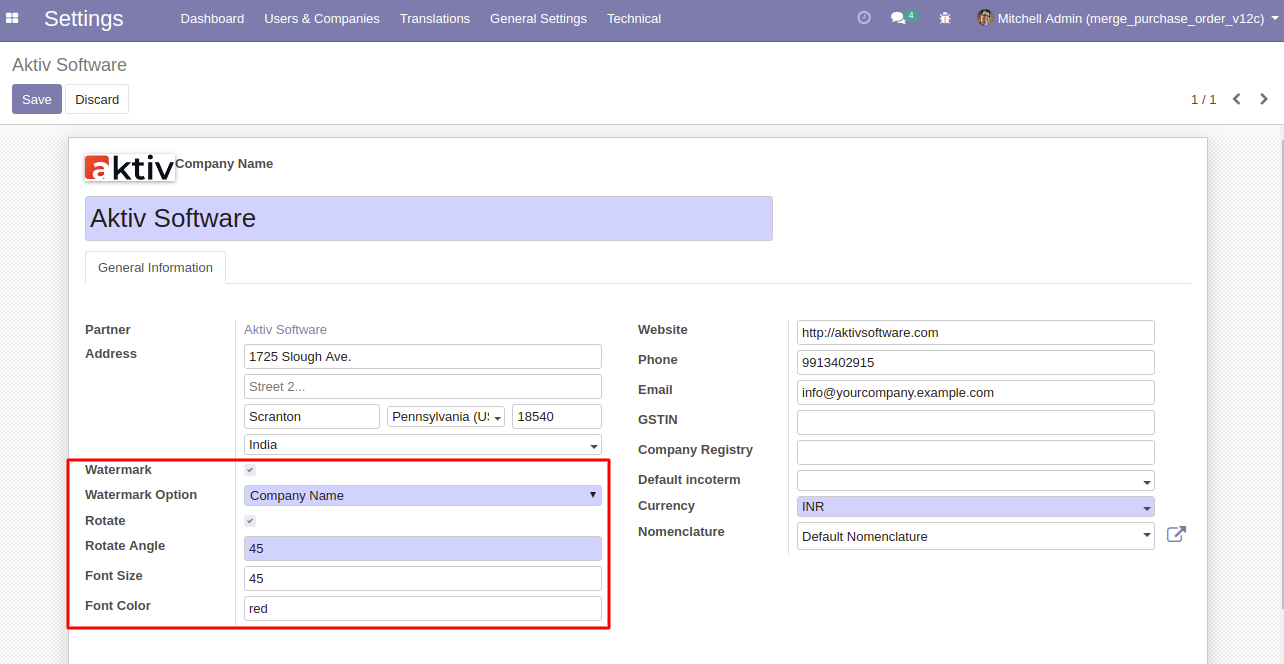 Settings Dashboard Users & Companies Translations General Settings Technical 4 Mitchell Admin (merge_purchase_order_v12c)
Aktiv Software
Save Discard 1 / 1
aktiv Company Name
Aktiv Software
General Information
Partner Aktiv Software
Address 1725 Slough Ave.
Street 2...
Scranton Pennsylvania (US 18540
India
Watermark
Watermark Option Company Name
Rotate
Rotate Angle 45
Font Size 45
Font Color red
Website http://aktivsoftware.com
Phone 9913402915
Email info@yourcompany.example.com
GSTIN
Company Registry
Default incoterm
Currency INR
Nomenclature Default Nomenclature